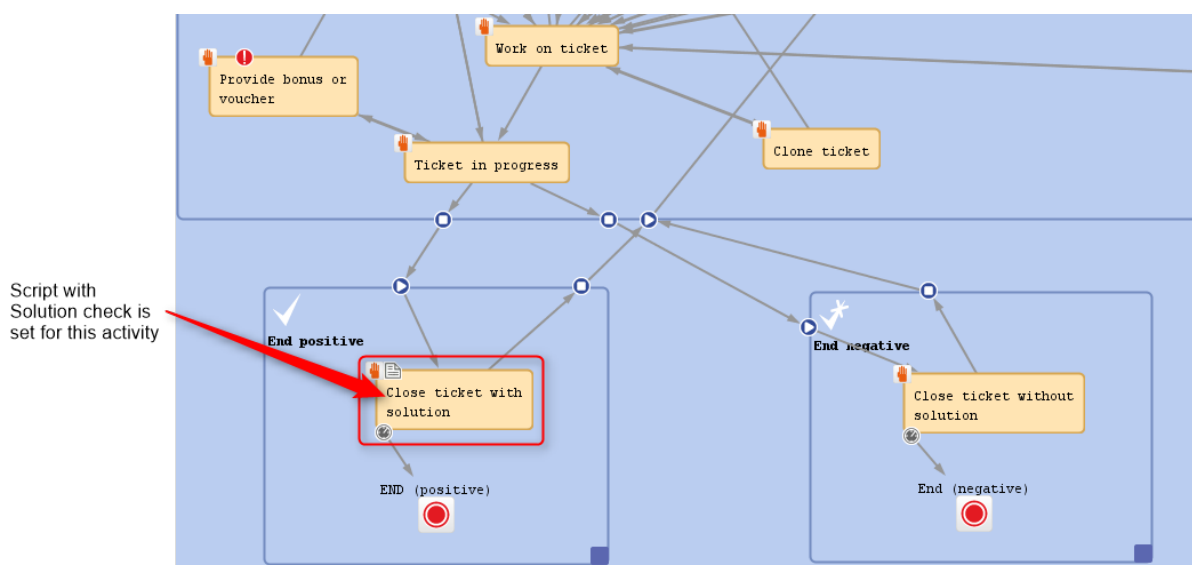 Work on ticket
Provide bonus or
voucher
Clone ticket
Ticket in progress
Script with
Solution check is
set for this activity
End positive
End negative
Close ticket with
solution
Close ticket without
solution
END (positive)
End (negative)